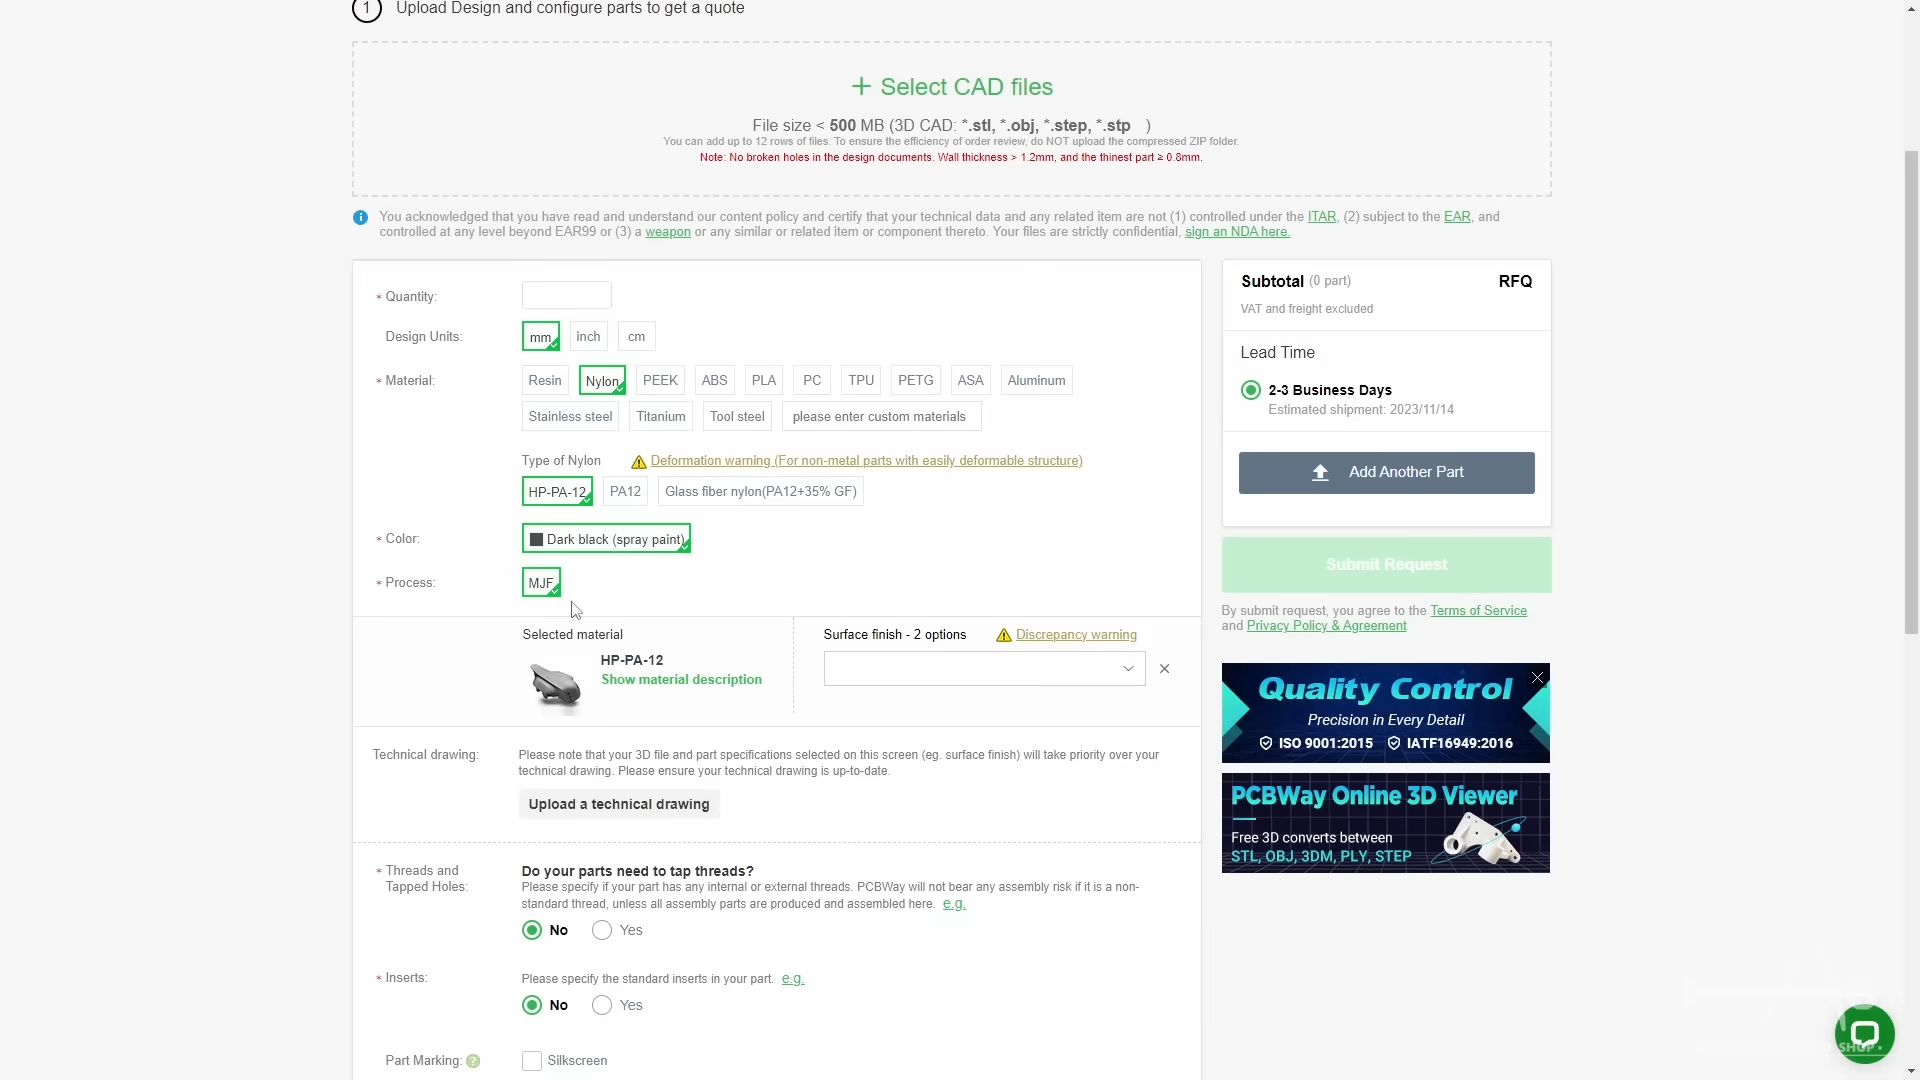 1 Upload Design and configure parts to get a quote
+ Select CAD files
File size < 500 MB (3D CAD: *.stl, *.obj, *.step, *.stp )
You can add up to 12 rows of files. To ensure the efficiency of order review, do NOT upload the compressed ZIP folder.
Note: No broken holes in the design documents. Wall thickness > 1.2mm, and the thinest part ≥ 0.8mm.
You acknowledged that you have read and understand our content policy and certify that your technical data and any related item are not (1) controlled under the ITAR, (2) subject to the EAR, and
controlled at any level beyond EAR99 or (3) a weapon or any similar or related item or component thereto. Your files are strictly confidential, sign an NDA here.
* Quantity:
Design Units: mm inch cm
* Material: Resin Nylon PEEK ABS PLA PC TPU PETG ASA Aluminum
Stainless steel Titanium Tool steel please enter custom materials
Type of Nylon Deformation warning (For non-metal parts with easily deformable structure)
HP-PA-12 PA12 Glass fiber nylon(PA12+35% GF)
* Color: Dark black (spray paint)
* Process: MJF
Selected material
HP-PA-12
Show material description
Surface finish - 2 options Discrepancy warning
Technical drawing: Please note that your 3D file and part specifications selected on this screen (eg. surface finish) will take priority over your
technical drawing. Please ensure your technical drawing is up-to-date.
Upload a technical drawing
* Threads and
Tapped Holes:
Do your parts need to tap threads?
Please specify if your part has any internal or external threads. PCBWay will not bear any assembly risk if it is a non-
standard thread, unless all assembly parts are produced and assembled here. e.g.
No Yes
* Inserts: Please specify the standard inserts in your part. e.g.
No Yes
Part Marking: ? Silkscreen
Subtotal (0 part) RFQ
VAT and freight excluded
Lead Time
2-3 Business Days
Estimated shipment: 2023/11/14
Add Another Part
Submit Request
By submit request, you agree to the Terms of Service
and Privacy Policy & Agreement
Quality Control
Precision in Every Detail
ISO 9001:2015 IATF16949:2016
PCBWay Online 3D Viewer
Free 3D converts between
STL, OBJ, 3DM, PLY, STEP
SHOP